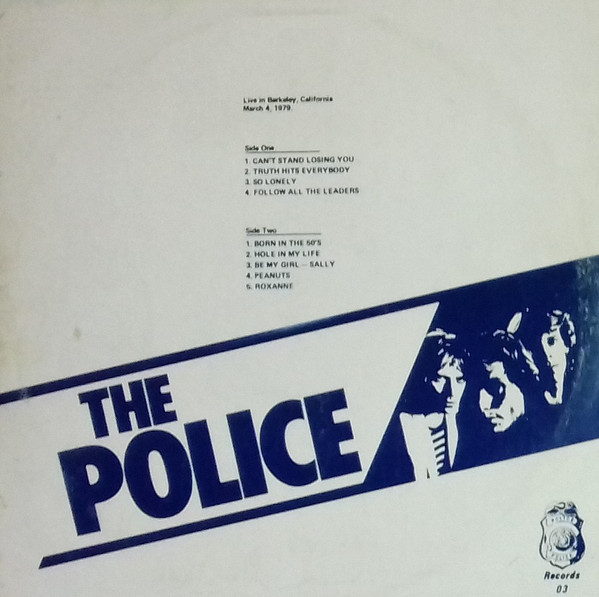 Live in Berkeley, California
March 4, 1979.
Side One
1. CAN'T STAND LOSING YOU
2. TRUTH HITS EVERYBODY
3. SO LONELY
4. FOLLOW ALL THE LEADERS
Side Two
1. BORN IN THE 50'S
2. HOLE IN MY LIFE
3. BE MY GIRL – SALLY
4. PEANUTS
5. ROXANNE
THE
POLICE
Records
03